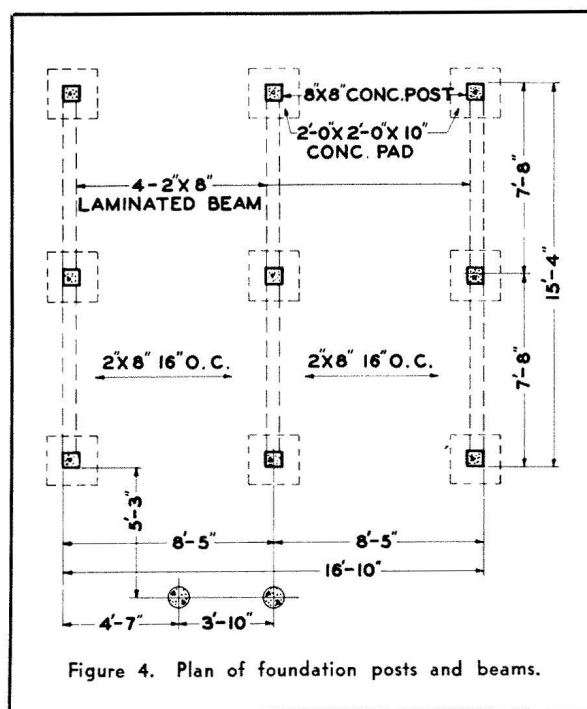 8"X8" CONC. POST
2'-0"X 2'-0"X 10"
CONC. PAD
4-2"X 8"
LAMINATED BEAM
7'-8"
15'-4"
2"X8" 16" O.C.
2"X8" 16" O.C.
7'-8"
5'-3"
8'-5"
8'-5"
16'-10"
4'-7"
3'-10"
Figure 4. Plan of foundation posts and beams.